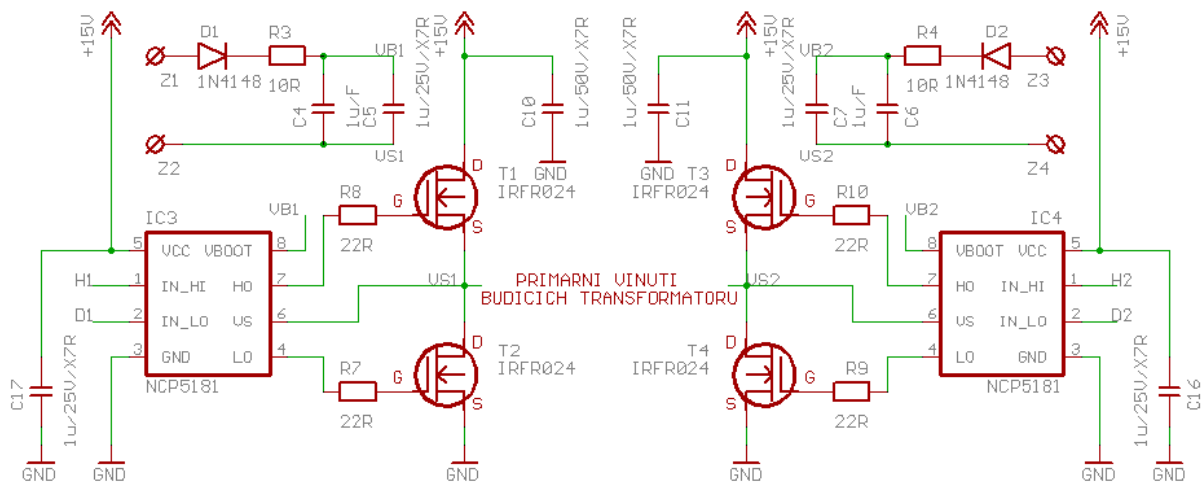 +15V
Z1
D1
1N4148
R3
10R
VB1
C4
1u/F
C5
1u/25V/X7R
Z2
VS1
+15V
C10
1u/50V/X7R
GND
T1
IRFR024
D
G
S
R8
22R
VB1
IC3
5 VCC
VBOOT 8
1 IN_HI
HO 7
2 IN_LO
VS 6
3 GND
LO 4
NCP5181
H1
D1
C17
1u/25V/X7R
GND
GND
VS1
R7
22R
T2
IRFR024
D
G
S
GND
PRIMARNI VINUTI
BUDICICH TRANSFORMATORU
+15V
1u/50V/X7R
C11
GND
T3
IRFR024
D
G
S
VB2
1u/25V/X7R
C7
1u/F
C6
VS2
R4
10R
D2
1N4148
Z3
Z4
+15V
R10
22R
VB2
IC4
8 VBOOT
VCC 5
7 HO
IN_HI 1
6 VS
IN_LO 2
4 LO
GND 3
NCP5181
H2
D2
VS2
T4
IRFR024
D
G
S
R9
22R
GND
GND
1u/25V/X7R
C16
GND